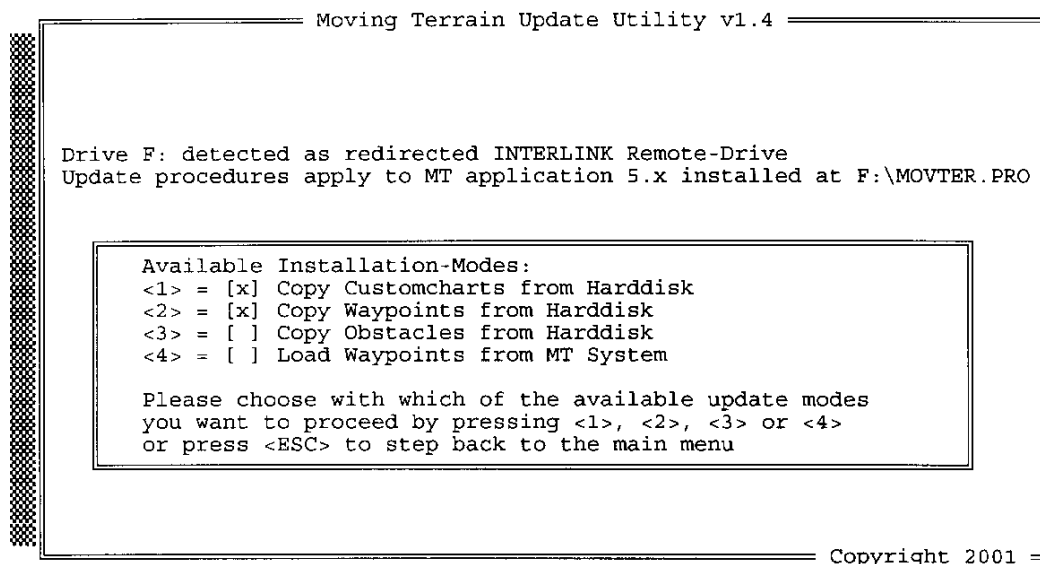 Moving Terrain Update Utility v1.4
Drive F: detected as redirected INTERLINK Remote-Drive
Update procedures apply to MT application 5.x installed at F:\MOVTER.PRO
Available Installation-Modes:
<1> = [x] Copy Customcharts from Harddisk
<2> = [x] Copy Waypoints from Harddisk
<3> = [ ] Copy Obstacles from Harddisk
<4> = [ ] Load Waypoints from MT System
Please choose with which of the available update modes
you want to proceed by pressing <1>, <2>, <3> or <4>
or press <ESC> to step back to the main menu
Copyright 2001